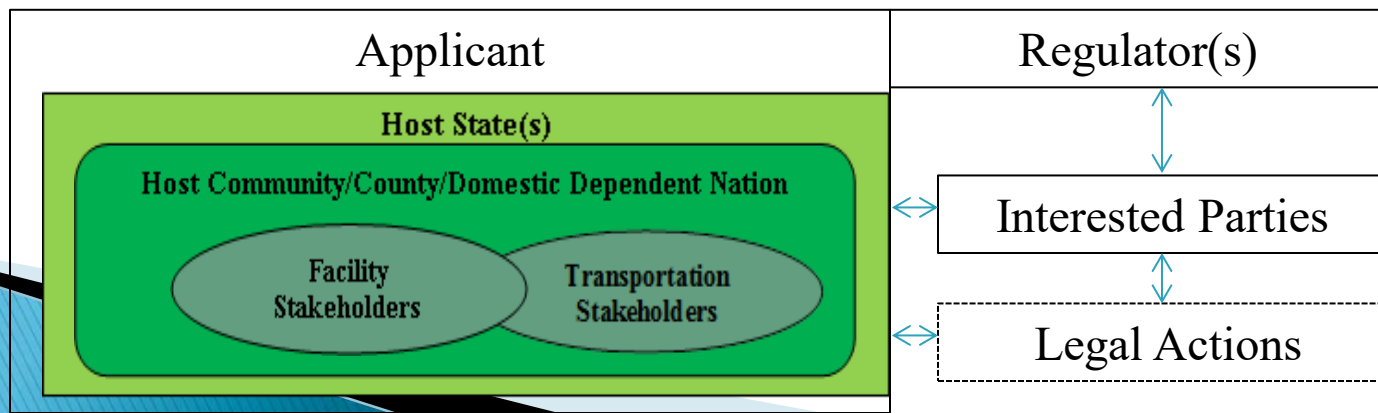 Applicant
Regulator(s)
Host State(s)
Host Community/County/Domestic Dependent Nation
Facility
Stakeholders
Transportation
Stakeholders
Interested Parties
Legal Actions